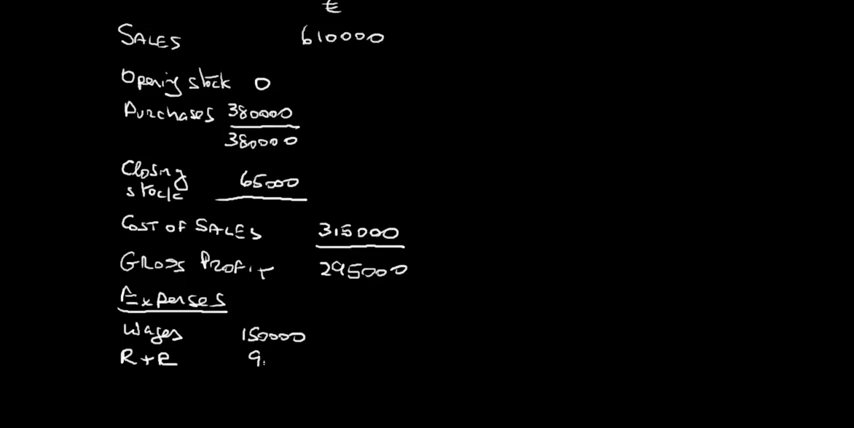 €
SALES 610000
Opening stock 0
Purchases 380000
380000
Closing
stock 65000
COST OF SALES 315000
GROSS PROFIT 295000
Expenses
Wages 150000
R+R 9.